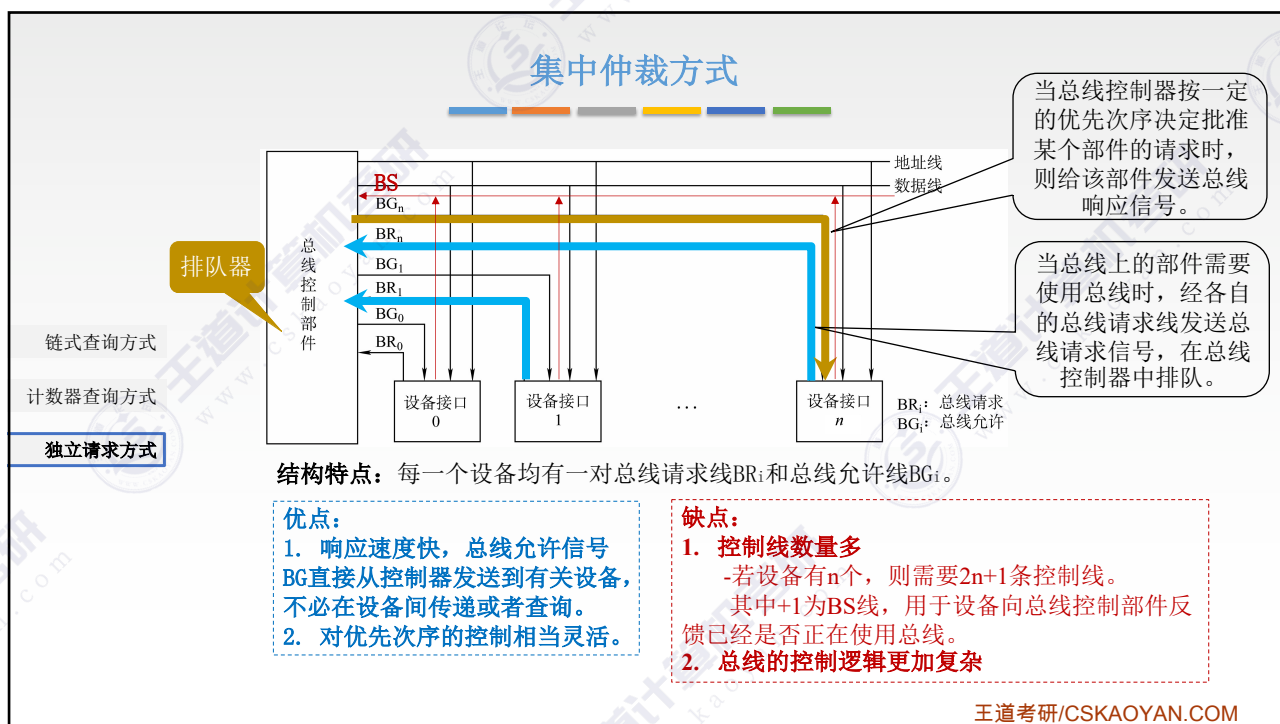 集中仲裁方式
当总线控制器按一定
的优先次序决定批准
某个部件的请求时，
则给该部件发送总线
响应信号。
地址线
数据线
BS
BGn
BRn
BG1
BR1
BG0
BR0
总
线
控
制
部
件
排队器
当总线上的部件需要
使用总线时，经各自
的总线请求线发送总
线请求信号，在总线
控制器中排队。
链式查询方式
计数器查询方式
独立请求方式
设备接口
0
设备接口
1
...
设备接口
n
BRi：总线请求
BGi：总线允许
结构特点：每一个设备均有一对总线请求线BRi和总线允许线BGi。
优点：
1. 响应速度快，总线允许信号
BG直接从控制器发送到有关设备，
不必在设备间传递或者查询。
2. 对优先次序的控制相当灵活。
缺点：
1. 控制线数量多
-若设备有n个，则需要2n+1条控制线。
其中+1为BS线，用于设备向总线控制部件反
馈已经是否正在使用总线。
2. 总线的控制逻辑更加复杂
王道考研/CSKAOYAN.COM